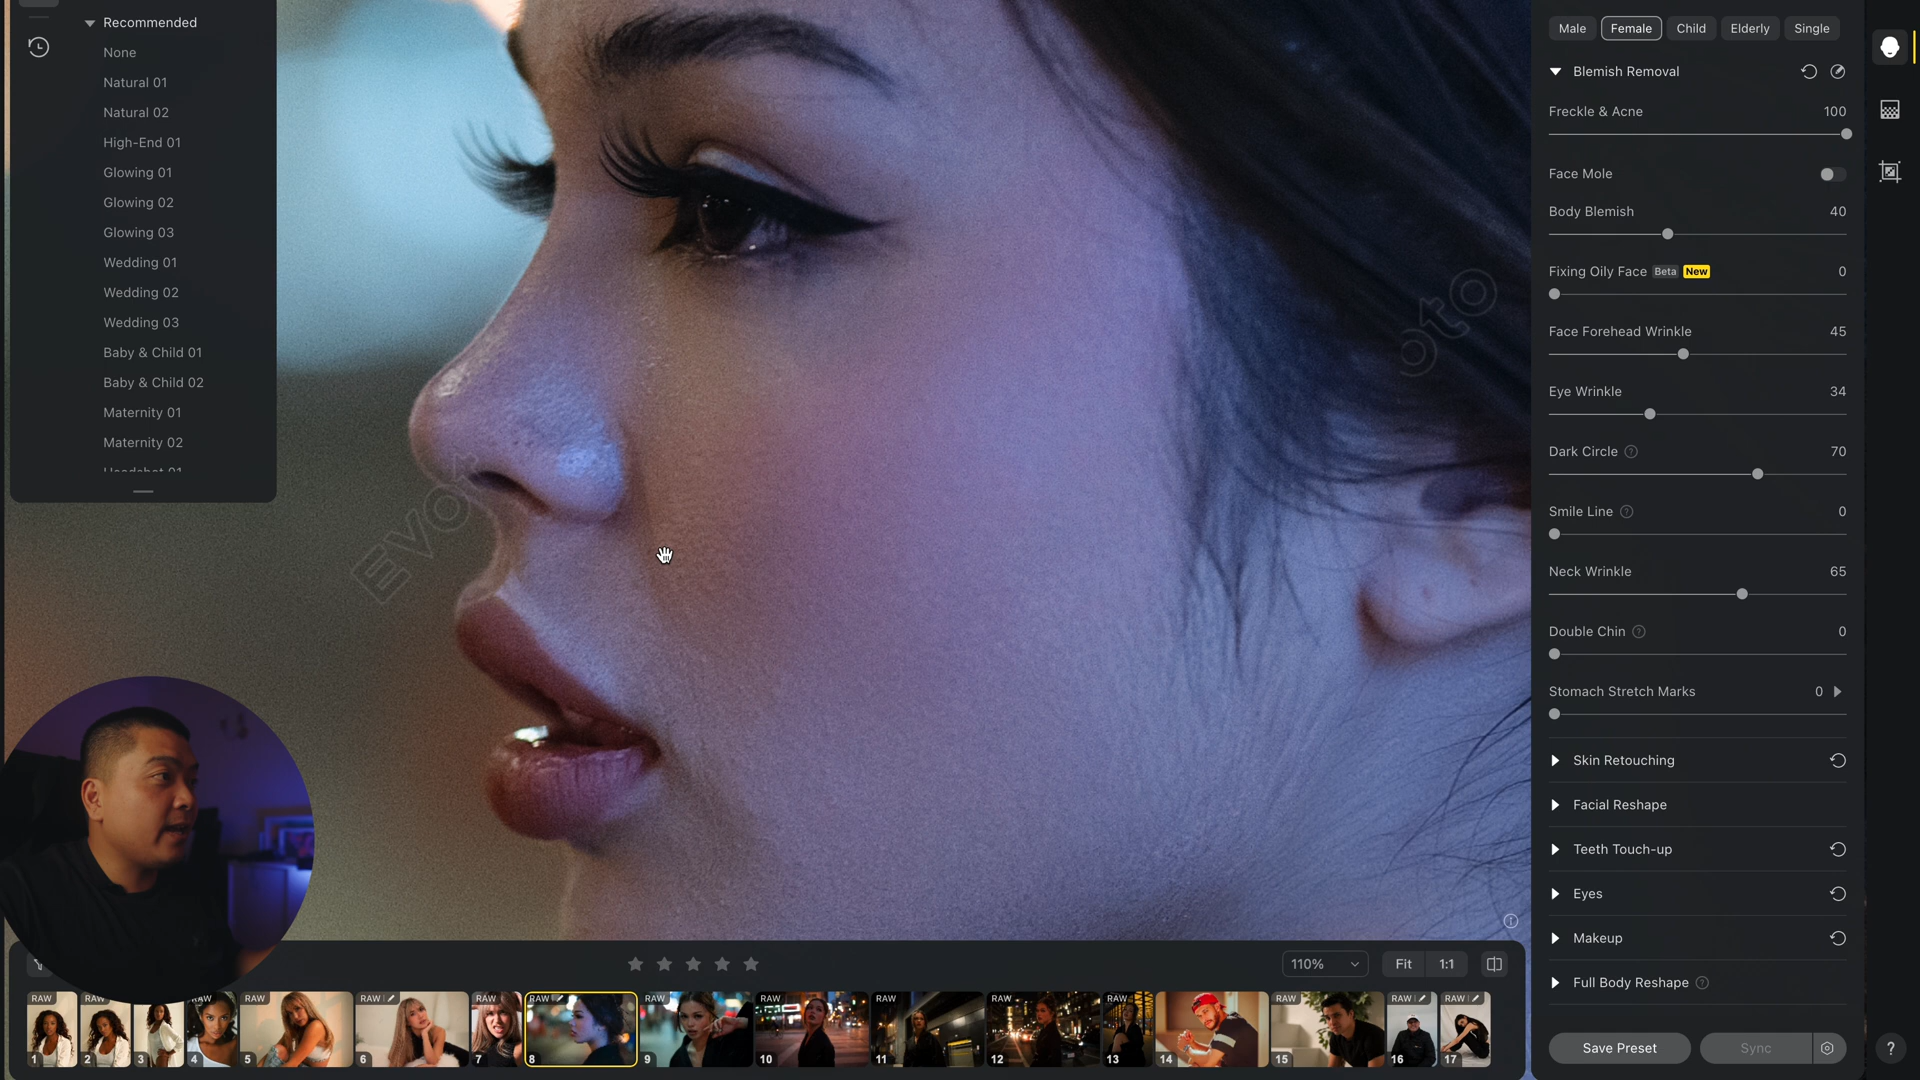 Recommended
None
Natural 01
Natural 02
High-End 01
Glowing 01
Glowing 02
Glowing 03
Wedding 01
Wedding 02
Wedding 03
Baby & Child 01
Baby & Child 02
Maternity 01
Maternity 02
Headshot 01
Evoto
oto
Male Female Child Elderly Single
Blemish Removal
Freckle & Acne 100
Face Mole
Body Blemish 40
Fixing Oily Face Beta New 0
Face Forehead Wrinkle 45
Eye Wrinkle 34
Dark Circle ? 70
Smile Line ? 0
Neck Wrinkle 65
Double Chin ? 0
Stomach Stretch Marks 0
Skin Retouching
Facial Reshape
Teeth Touch-up
Eyes
Makeup
Full Body Reshape ?
Save Preset Sync ?
110% Fit 1:1
RAW RAW RAW RAW RAW RAW RAW RAW RAW RAW RAW RAW RAW RAW RAW
1 2 3 4 5 6 7 8 9 10 11 12 13 14 15 16 17